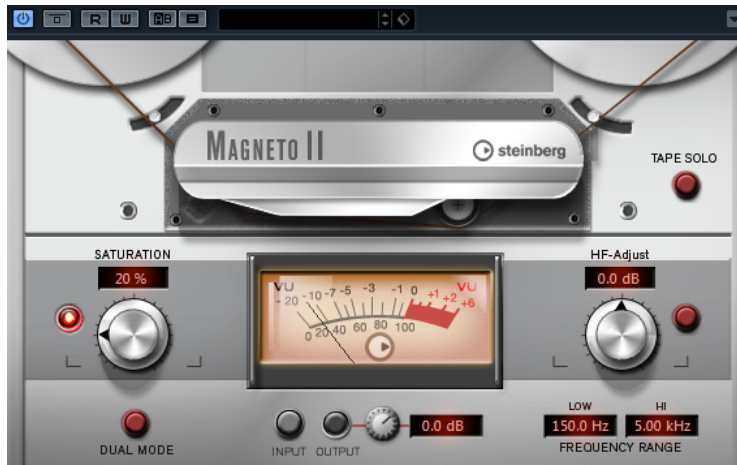 R W AB
MAGNETO II
steinberg
TAPE SOLO
SATURATION
20 %
VU VU
- 20 -10 -7 -5 -3 -1 0 +1 +2 +6
0 20 40 60 80 100
HF-Adjust
0.0 dB
DUAL MODE
INPUT OUTPUT
0.0 dB
LOW HI
150.0 Hz 5.00 kHz
FREQUENCY RANGE